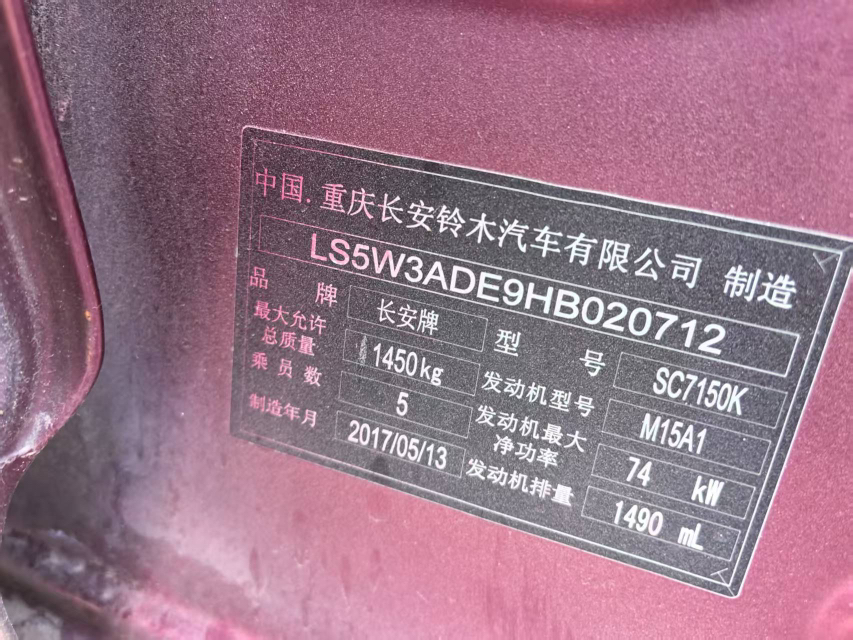 中国.重庆长安铃木汽车有限公司 制造
LS5W3ADE9HB020712
品牌 长安牌 型号 SC7150K
最大允许总质量 1450kg 发动机型号 M15A1
乘员数 5 发动机最大净功率 74 kW
制造年月 2017/05/13 发动机排量 1490 mL